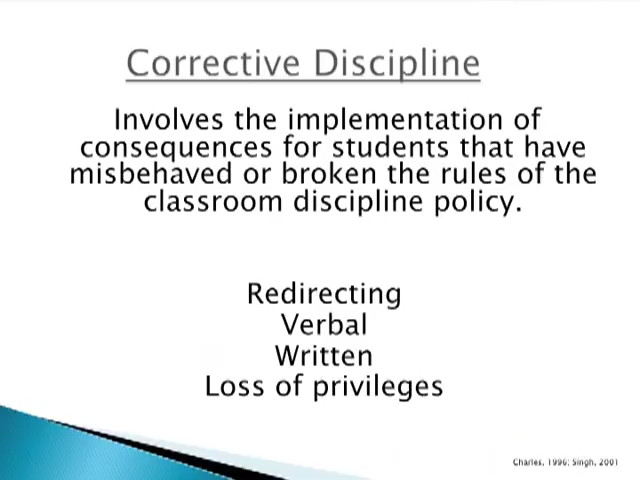 Corrective Discipline
Involves the implementation of
consequences for students that have
misbehaved or broken the rules of the
classroom discipline policy.
Redirecting
Verbal
Written
Loss of privileges
Charles, 1996; Singh, 2001